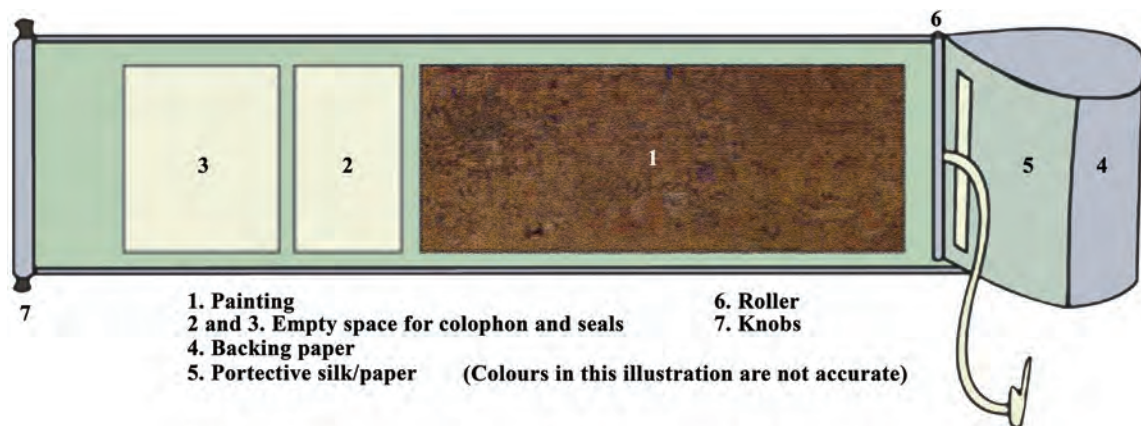 6
3
2
1
5
4
7
1. Painting
2 and 3. Empty space for colophon and seals
4. Backing paper
5. Portective silk/paper
6. Roller
7. Knobs
(Colours in this illustration are not accurate)